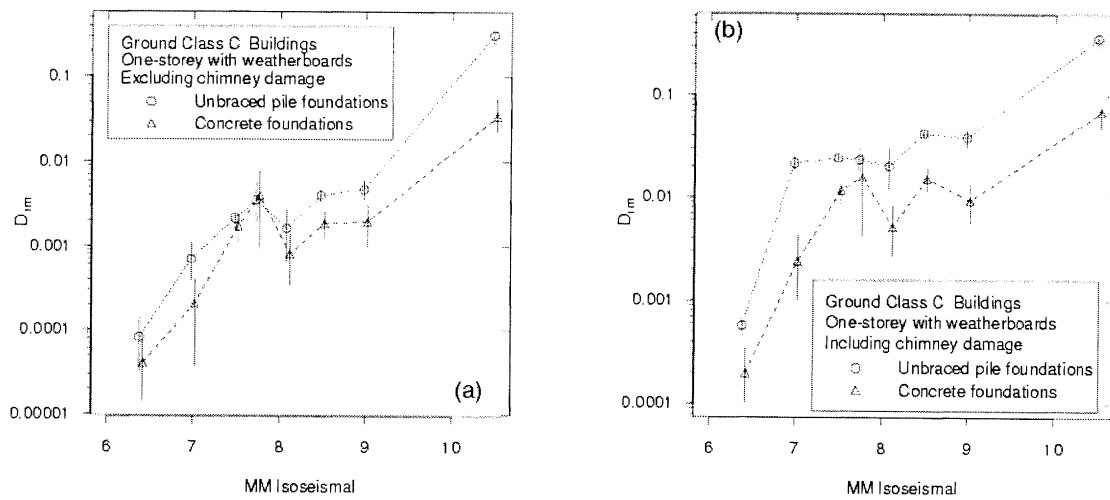 Ground Class C Buildings
One-storey with weatherboards
Excluding chimney damage
Unbraced pile foundations
Concrete foundations
0.1
0.01
0.001
0.0001
0.00001
Drm
(a)
6 7 8 9 10
MM Isoseismal
(b)
0.1
0.01
0.001
0.0001
Drm
Ground Class C Buildings
One-storey with weatherboards
Including chimney damage
Unbraced pile foundations
Concrete foundations
6 7 8 9 10
MM Isoseismal